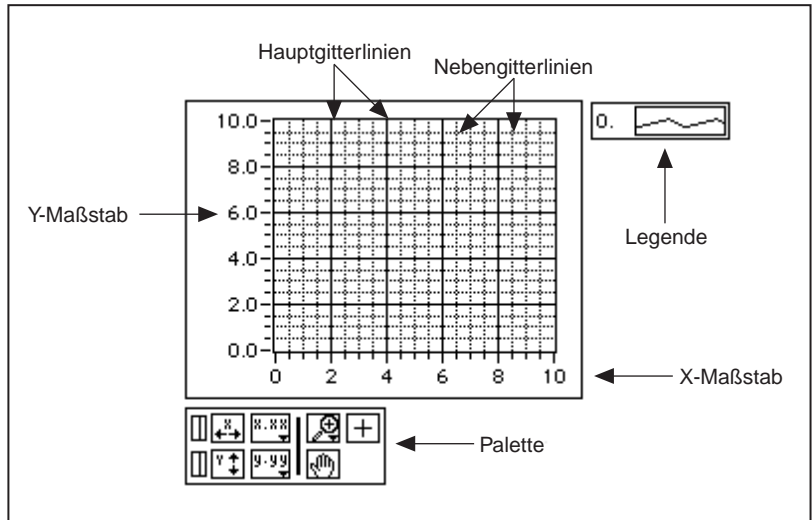 Hauptgitterlinien
Nebengitterlinien
10.0
8.0
6.0
4.0
2.0
0.0
0 2 4 6 8 10
0.
Y-Maßstab
Legende
X-Maßstab
x x.xx
Y y.yy
Palette